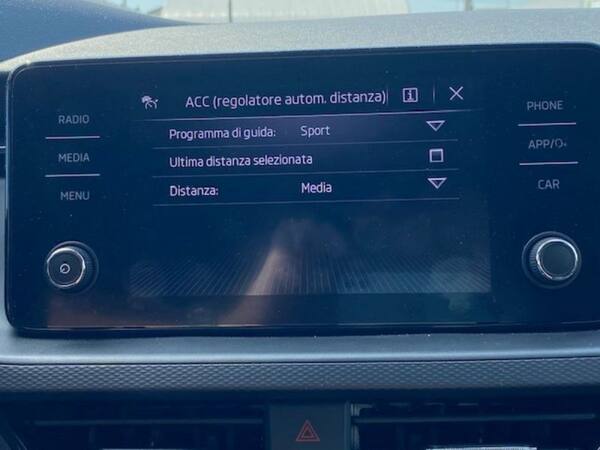 ACC (regolatore autom. distanza)
i
RADIO
PHONE
Programma di guida: Sport
MEDIA
Ultima distanza selezionata
APP/
MENU
Distanza: Media
CAR